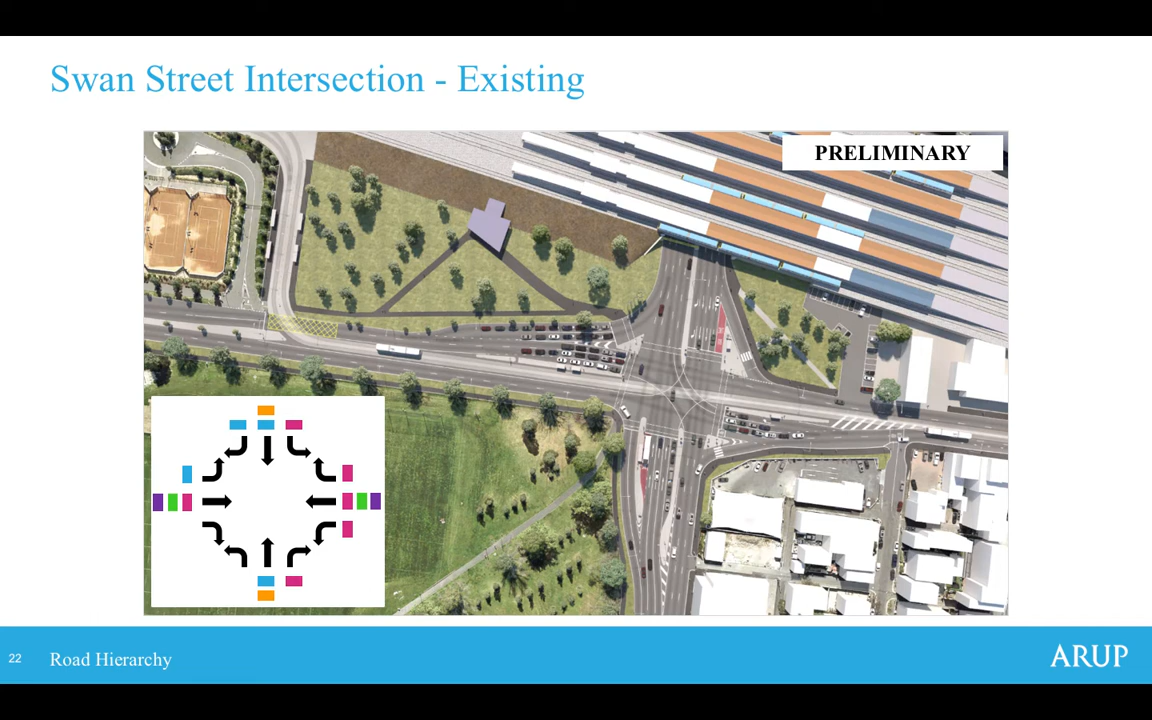 Swan Street Intersection - Existing
PRELIMINARY
22
Road Hierarchy
ARUP